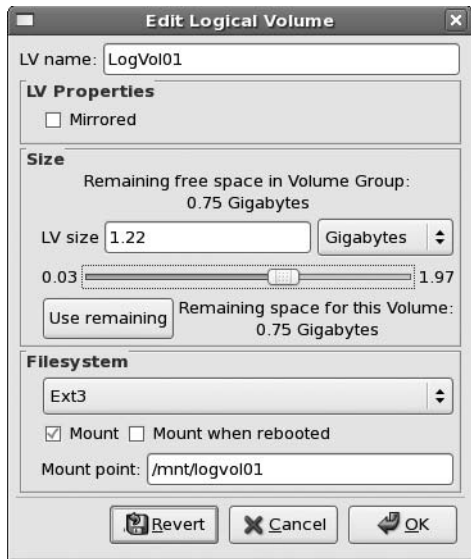 Edit Logical Volume
LV name: LogVol01
LV Properties
Mirrored
Size
Remaining free space in Volume Group:
0.75 Gigabytes
LV size 1.22 Gigabytes
0.03 1.97
Use remaining
Remaining space for this Volume:
0.75 Gigabytes
Filesystem
Ext3
Mount Mount when rebooted
Mount point: /mnt/logvol01
Revert Cancel OK